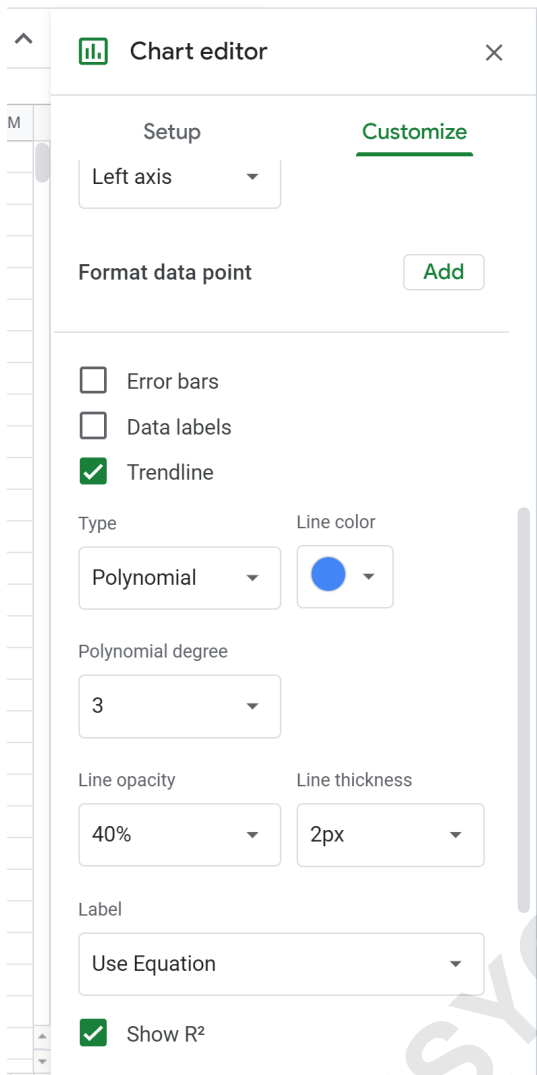 Chart editor
M
Setup Customize
Left axis
Format data point Add
Error bars
Data labels
Trendline
Type Line color
Polynomial
Polynomial degree
3
Line opacity Line thickness
40% 2px
Label
Use Equation
Show R²